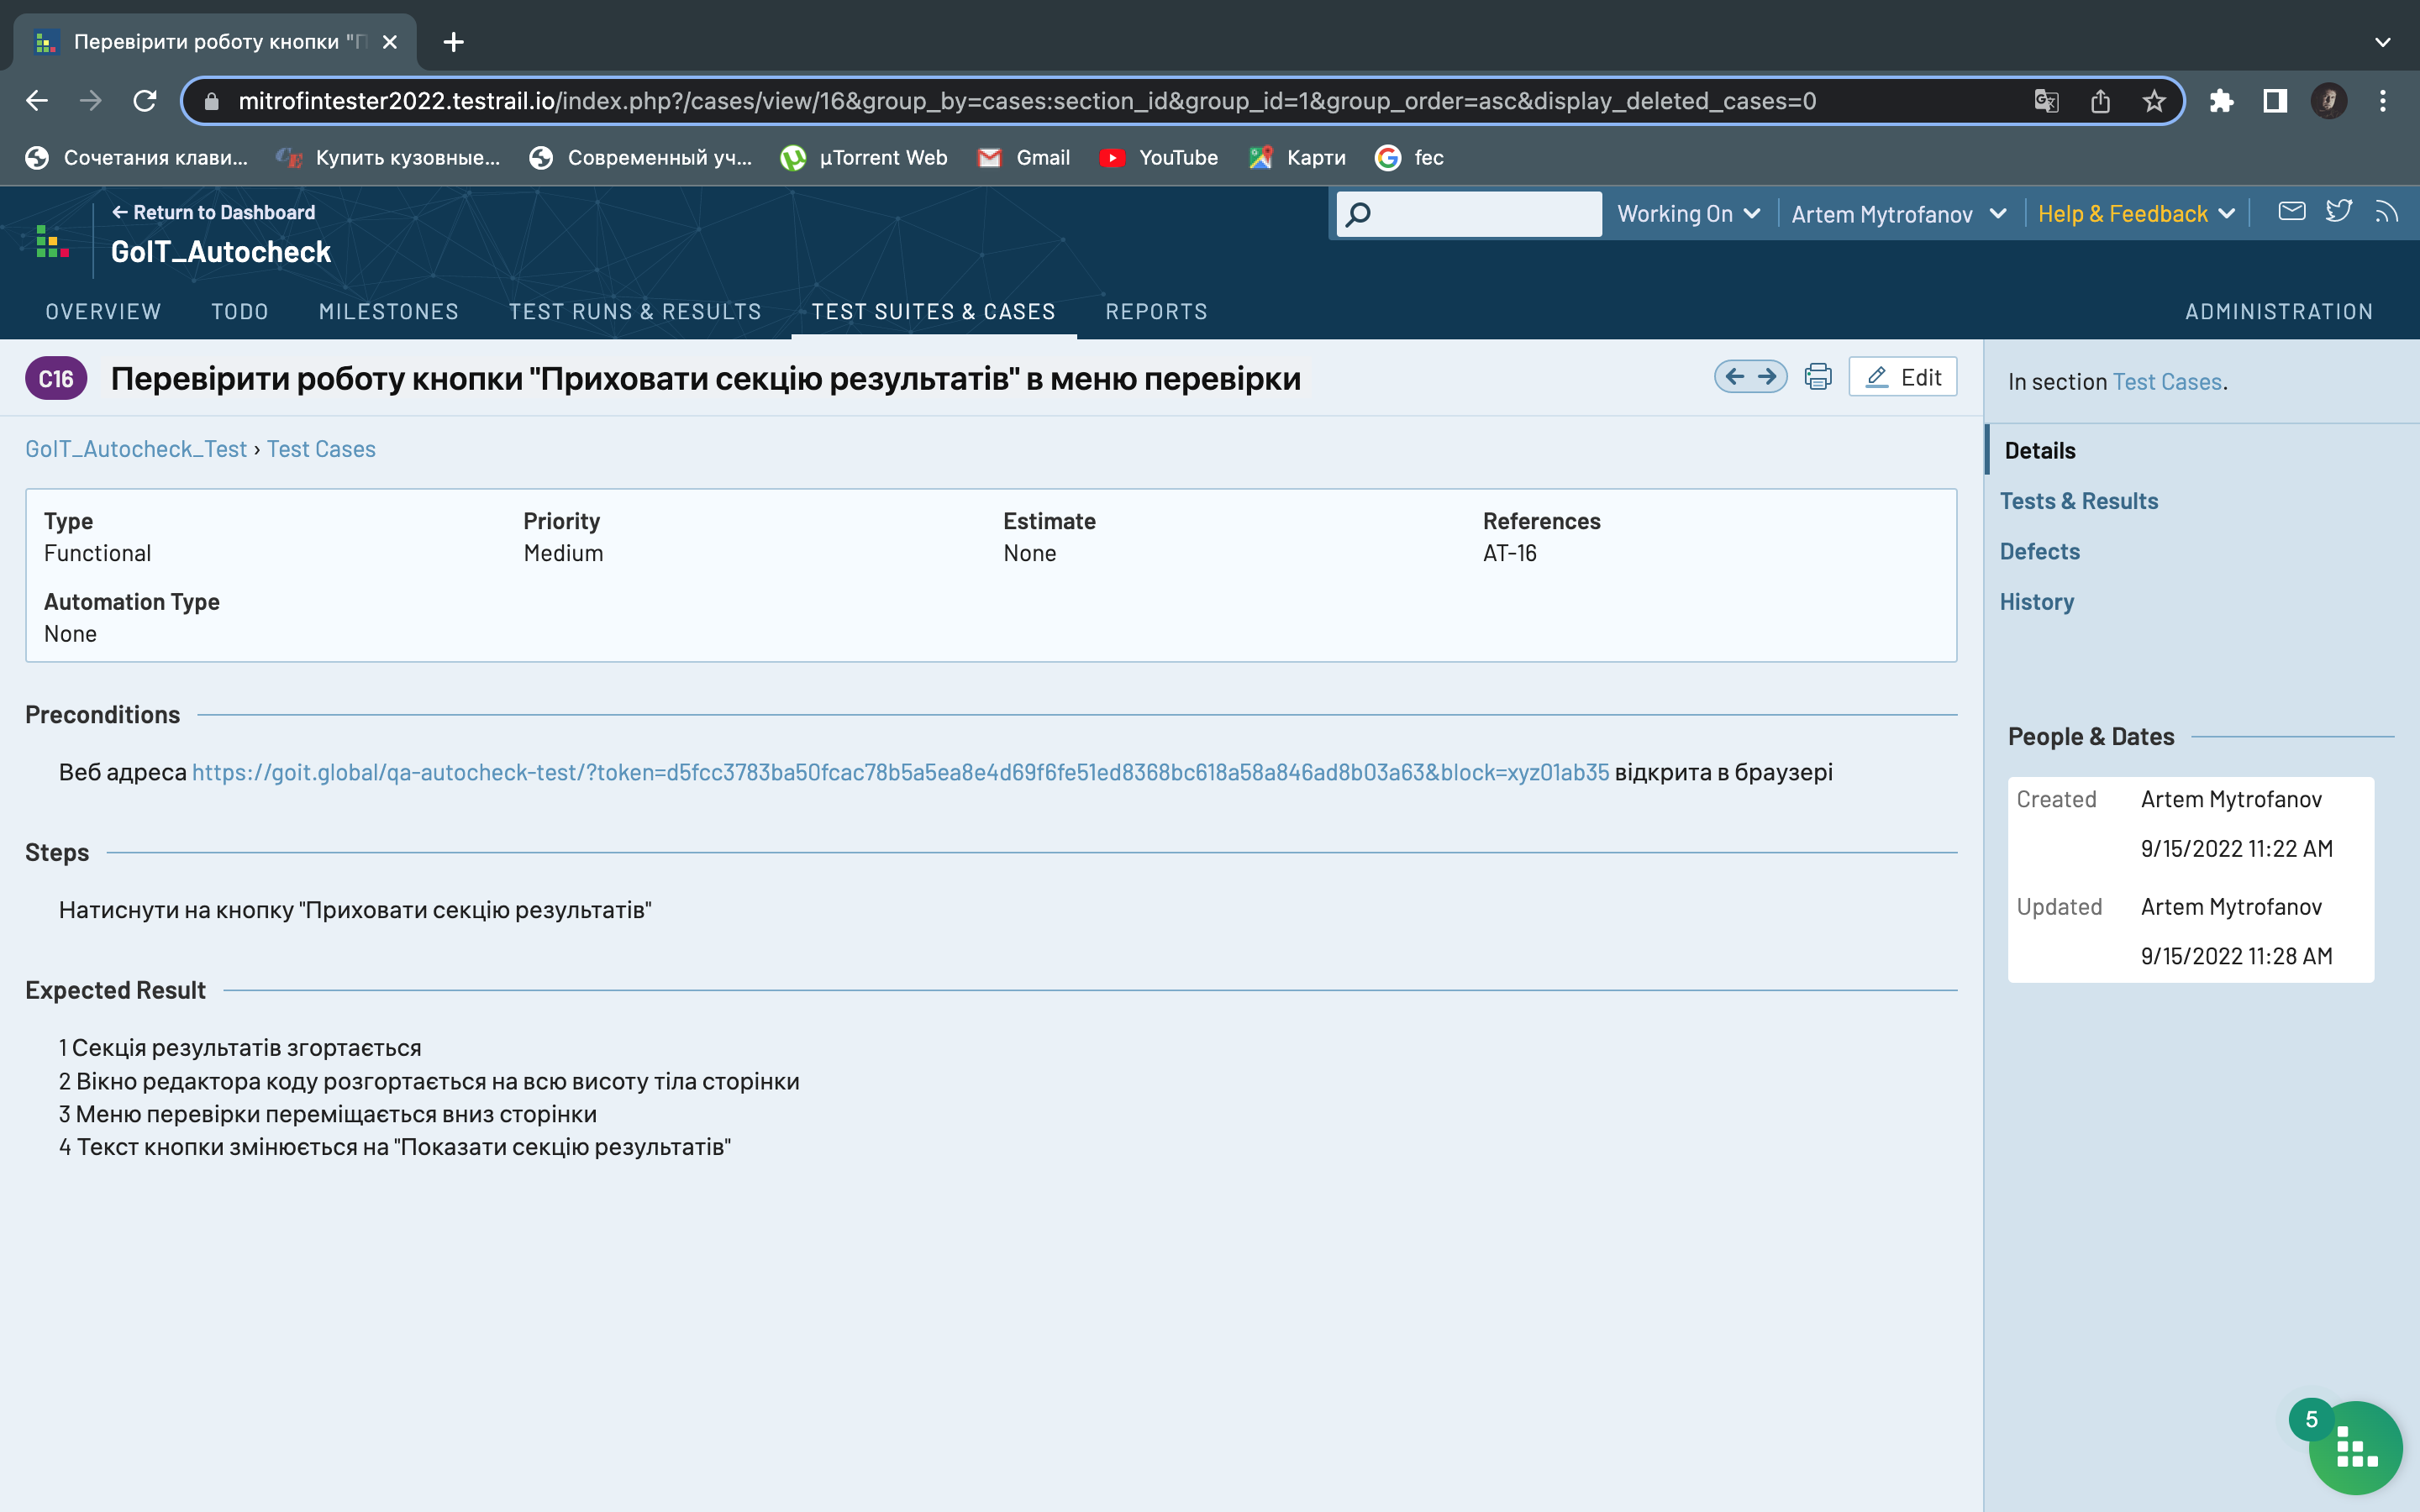 Перевірити роботу кнопки "П
mitrofintester2022.testrail.io/index.php?/cases/view/16&group_by=cases:section_id&group_id=1&group_order=asc&display_deleted_cases=0
Сочетания клави...
Купить кузовные...
Современный уч...
µTorrent Web
Gmail
YouTube
Карти
fec
← Return to Dashboard
GoIT_Autocheck
Working On
Artem Mytrofanov
Help & Feedback
OVERVIEW
TODO
MILESTONES
TEST RUNS & RESULTS
TEST SUITES & CASES
REPORTS
ADMINISTRATION
C16
Перевірити роботу кнопки "Приховати секцію результатів" в меню перевірки
Edit
In section Test Cases.
GoIT_Autocheck_Test › Test Cases
Details
Tests & Results
Defects
History
Type
Functional
Priority
Medium
Estimate
None
References
AT-16
Automation Type
None
Preconditions
Веб адреса https://goit.global/qa-autocheck-test/?token=d5fcc3783ba50fcac78b5a5ea8e4d69f6fe51ed8368bc618a58a846ad8b03a63&block=xyz01ab35 відкрита в браузері
Steps
Натиснути на кнопку "Приховати секцію результатів"
Expected Result
1 Секція результатів згортається
2 Вікно редактора коду розгортається на всю висоту тіла сторінки
3 Меню перевірки переміщається вниз сторінки
4 Текст кнопки змінюється на "Показати секцію результатів"
People & Dates
Created
Artem Mytrofanov
9/15/2022 11:22 AM
Updated
Artem Mytrofanov
9/15/2022 11:28 AM
5